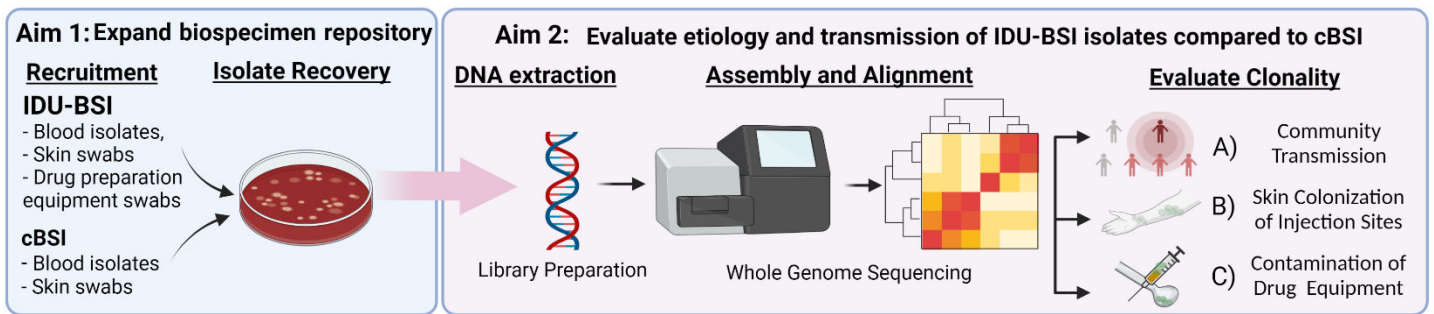 Aim 1: Expand biospecimen repository
Recruitment
Isolate Recovery
IDU-BSI
- Blood isolates,
- Skin swabs
- Drug preparation
equipment swabs
cBSI
- Blood isolates
- Skin swabs
Aim 2: Evaluate etiology and transmission of IDU-BSI isolates compared to cBSI
DNA extraction
Assembly and Alignment
Evaluate Clonality
Library Preparation
Whole Genome Sequencing
A) Community
Transmission
B) Skin Colonization
of Injection Sites
C) Contamination of
Drug Equipment